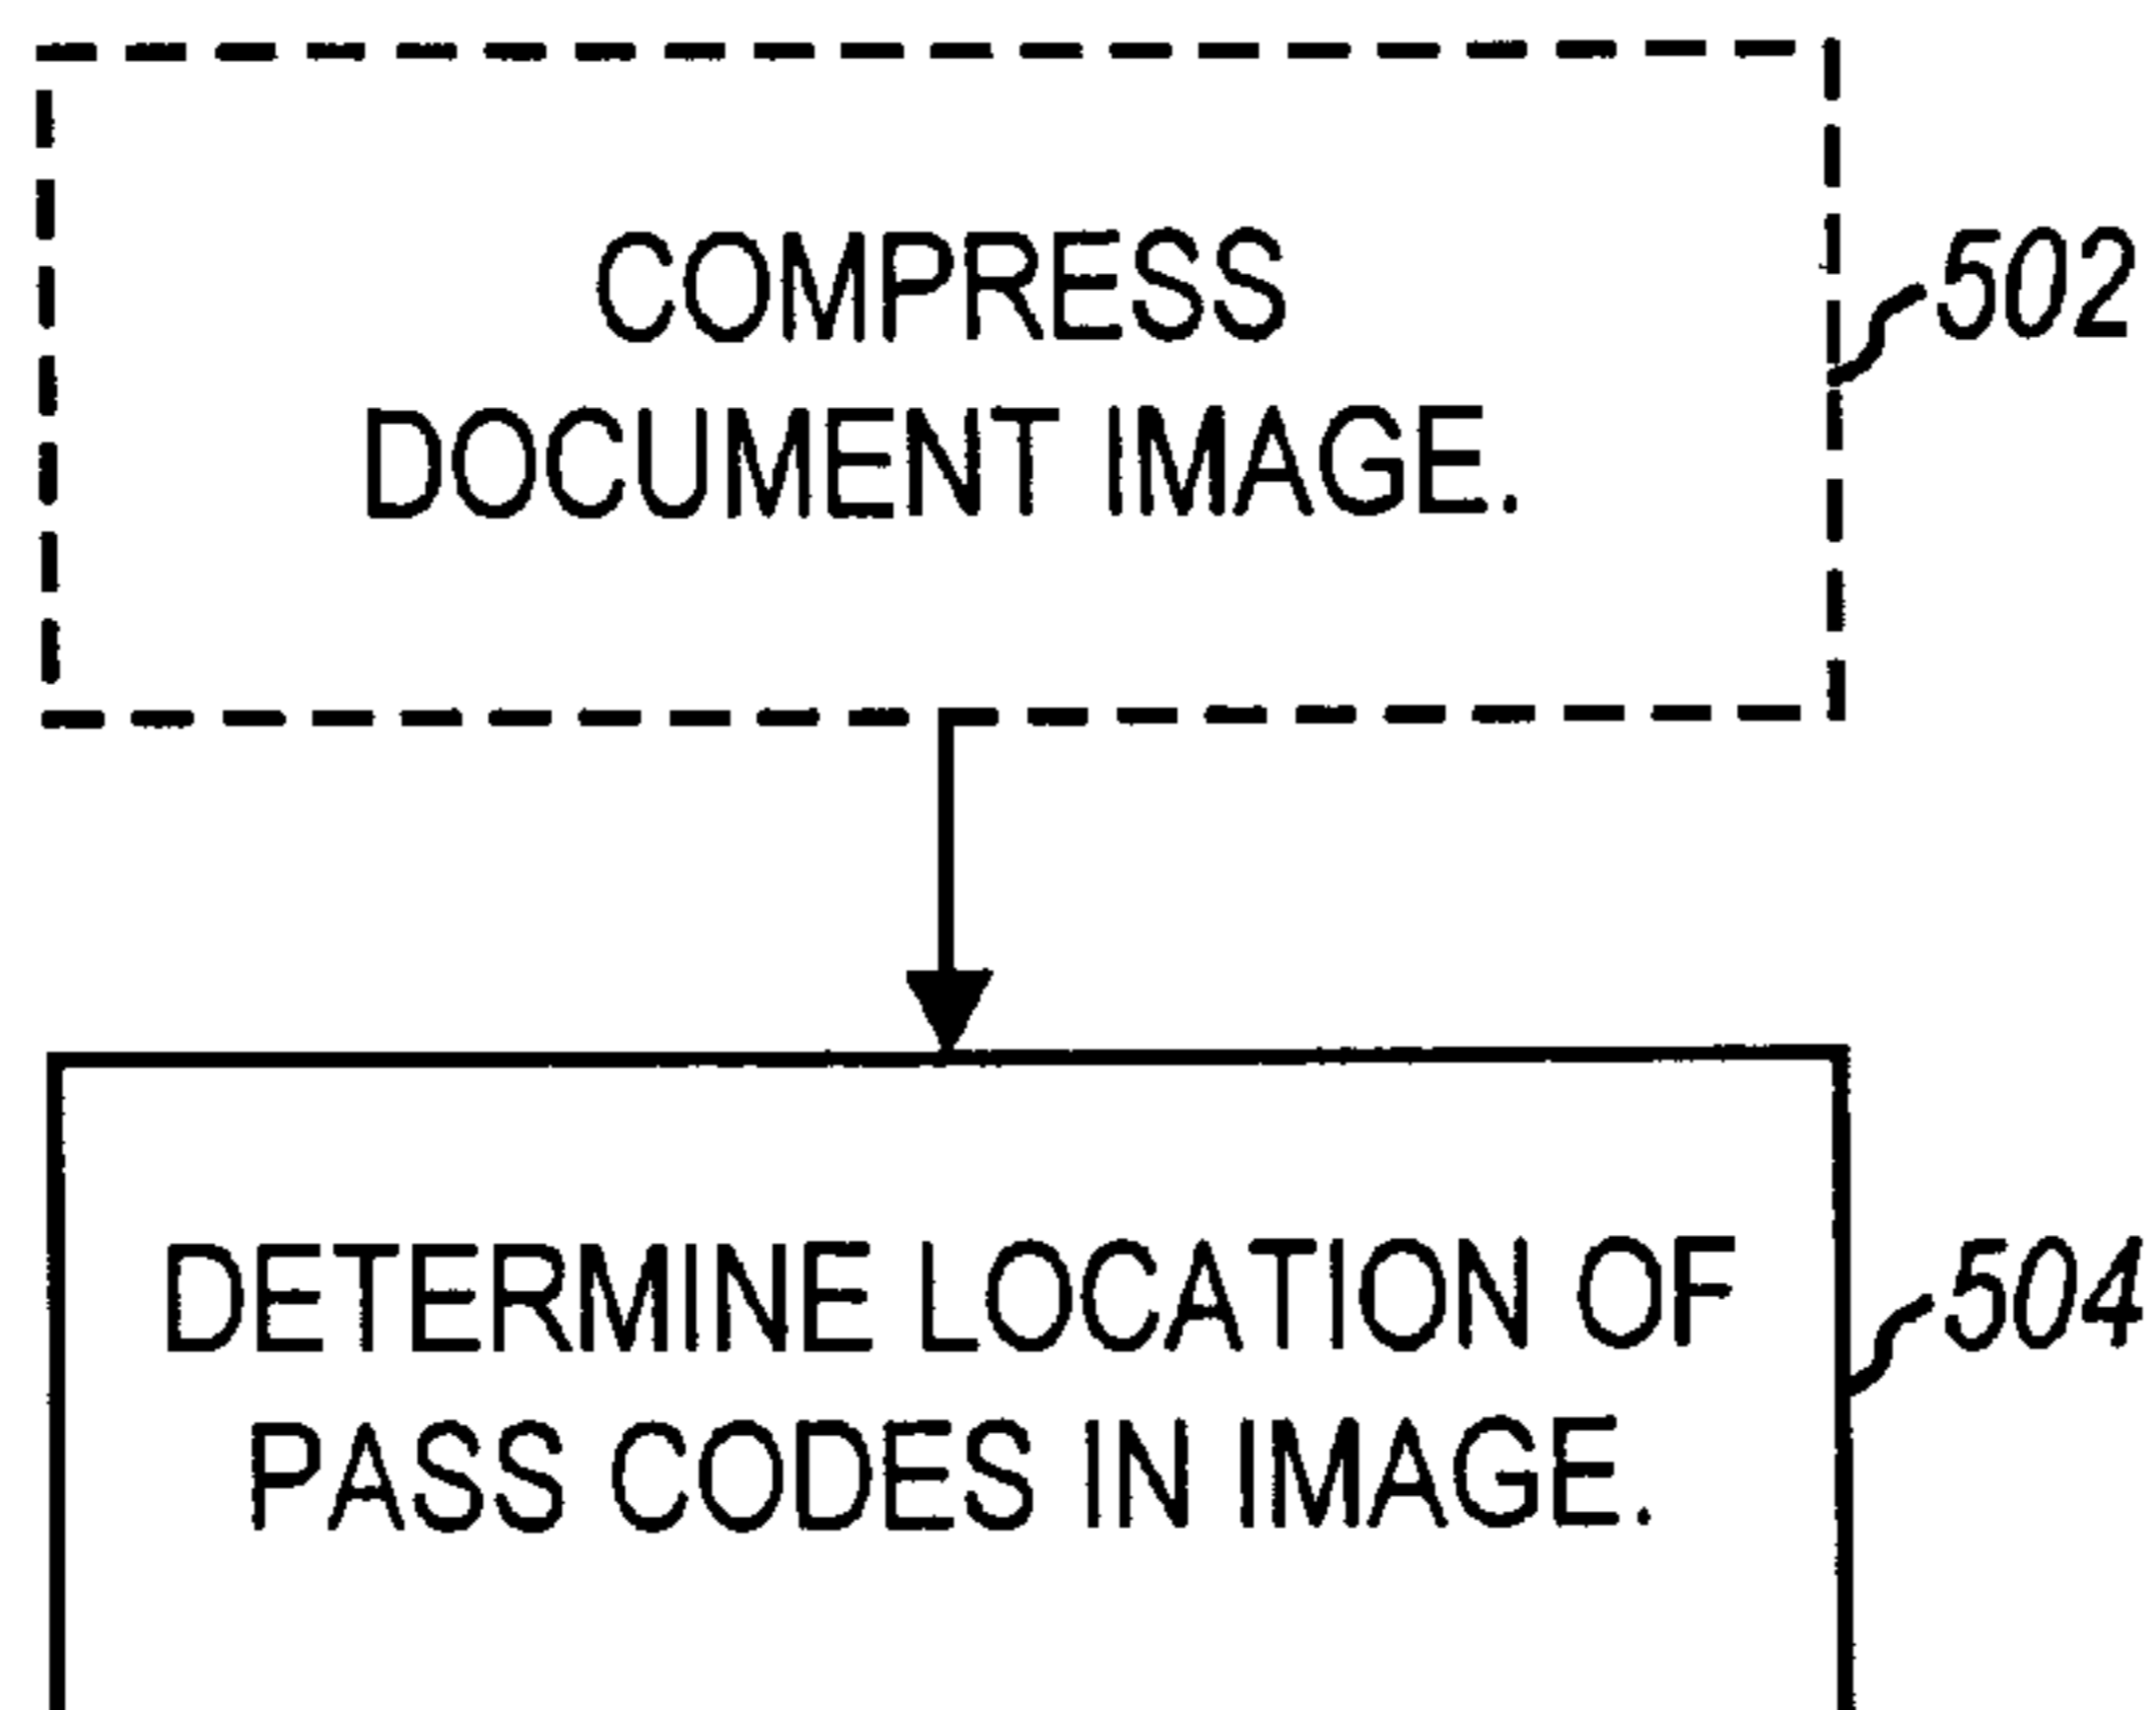 COMPRESS
DOCUMENT IMAGE.
502
DETERMINE LOCATION OF
PASS CODES IN IMAGE.
504